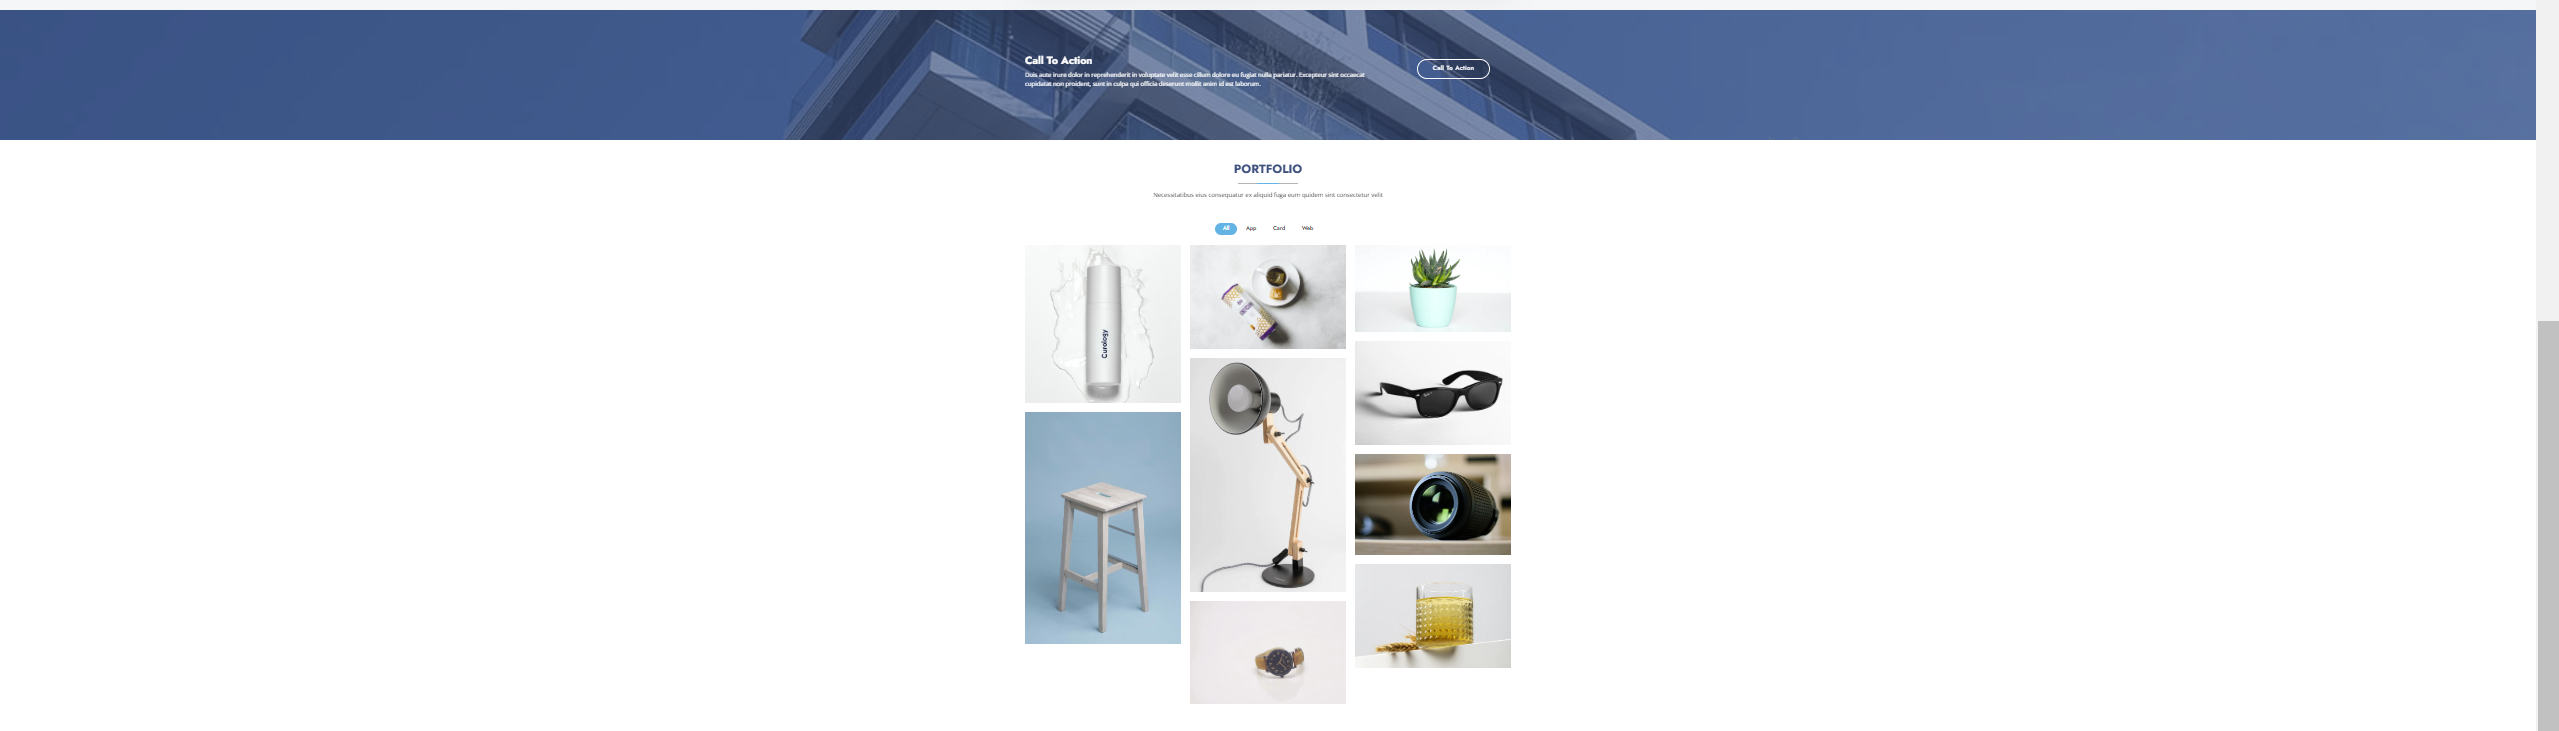 Call To Action
Duis aute irure dolor in reprehenderit in voluptate velit esse cillum dolore eu fugiat nulla pariatur. Excepteur sint occaecat
cupidatat non proident, sunt in culpa qui officia deserunt mollit anim id est laborum.
Call To Action
PORTFOLIO
Necessitatibus eius consequatur ex aliquid fuga eum quidem sint consectetur velit
All
App
Card
Web
Curology